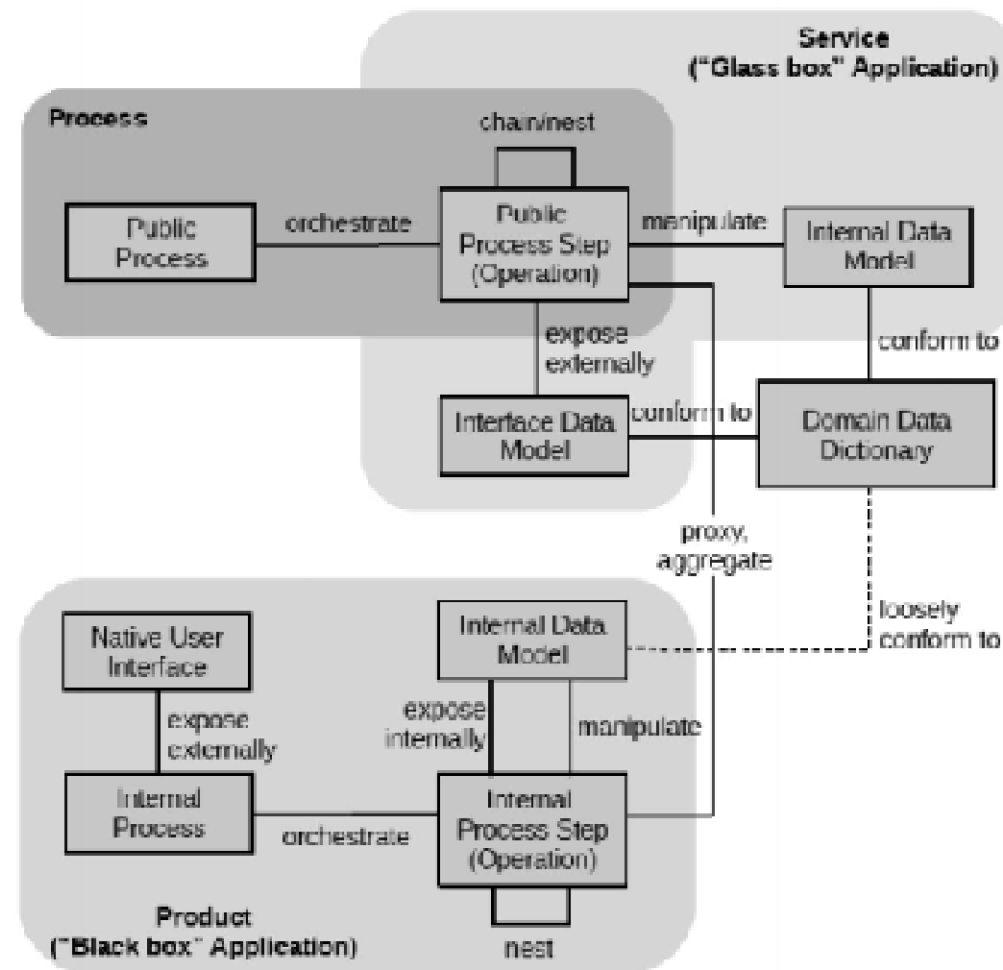 Service
("Glass box" Application)
Process
chain/nest
Public
Process
orchestrate
Public
Process Step
(Operation)
manipulate
Internal Data
Model
expose
externally
conform to
Interface Data
Model
conform to
Domain Data
Dictionary
proxy,
aggregate
Native User
Interface
Internal Data
Model
loosely
conform to
expose
externally
expose
internally
manipulate
Internal
Process
orchestrate
Internal
Process Step
(Operation)
Product
("Black box" Application)
nest